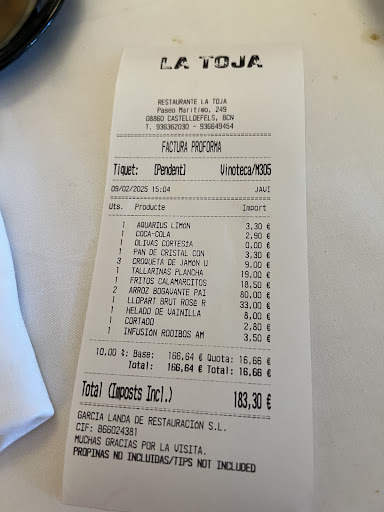 LA TOJA
RESTAURANTE LA TOJA
Paseo Maritimo, 249
08860 CASTELLDEFELS, BCN
T. 936362030 - 936649454
FACTURA PROFORMA
Tiquet: [Pendent] Vinoteca/M305
09/02/2025 15:04 JAVI
Uts. Producte Import
1 AQUARIUS LIMON 3,30 €
1 COCA-COLA 2,90 €
1 OLIVAS CORTESIA 0,00 €
1 PAN DE CRISTAL CON 3,30 €
3 CROQUETA DE JAMON U 9,00 €
1 TALLARINAS PLANCHA 19,00 €
1 FRITOS CALAMARCITOS 18,50 €
2 ARROZ BOGAVANTE PAI 80,00 €
1 LLOPART BRUT ROSE R 33,00 €
1 HELADO DE VAINILLA 8,00 €
1 CORTADO 2,80 €
1 INFUSIÓN ROOIBOS AM 3,50 €
10,00 %: Base: 166,64 € Quota: 16,66 €
Total: 166,64 € Total: 16,66 €
Total (Imposts Incl.) 183,30 €
GARCIA LANDA DE RESTAURACIÓN S.L.
CIF: B66024381
MUCHAS GRACIAS POR LA VISITA.
PROPINAS NO INCLUIDAS/TIPS NOT INCLUDED